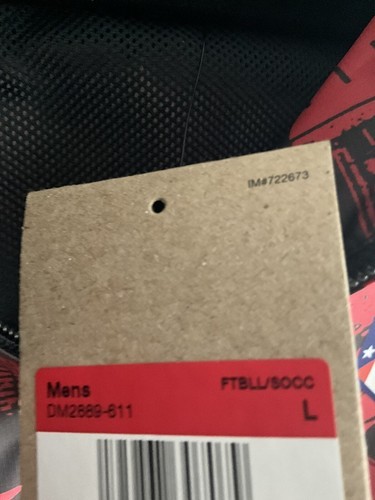 IM#722673
Mens
FTBLL/SOCC
DM2889-611
L